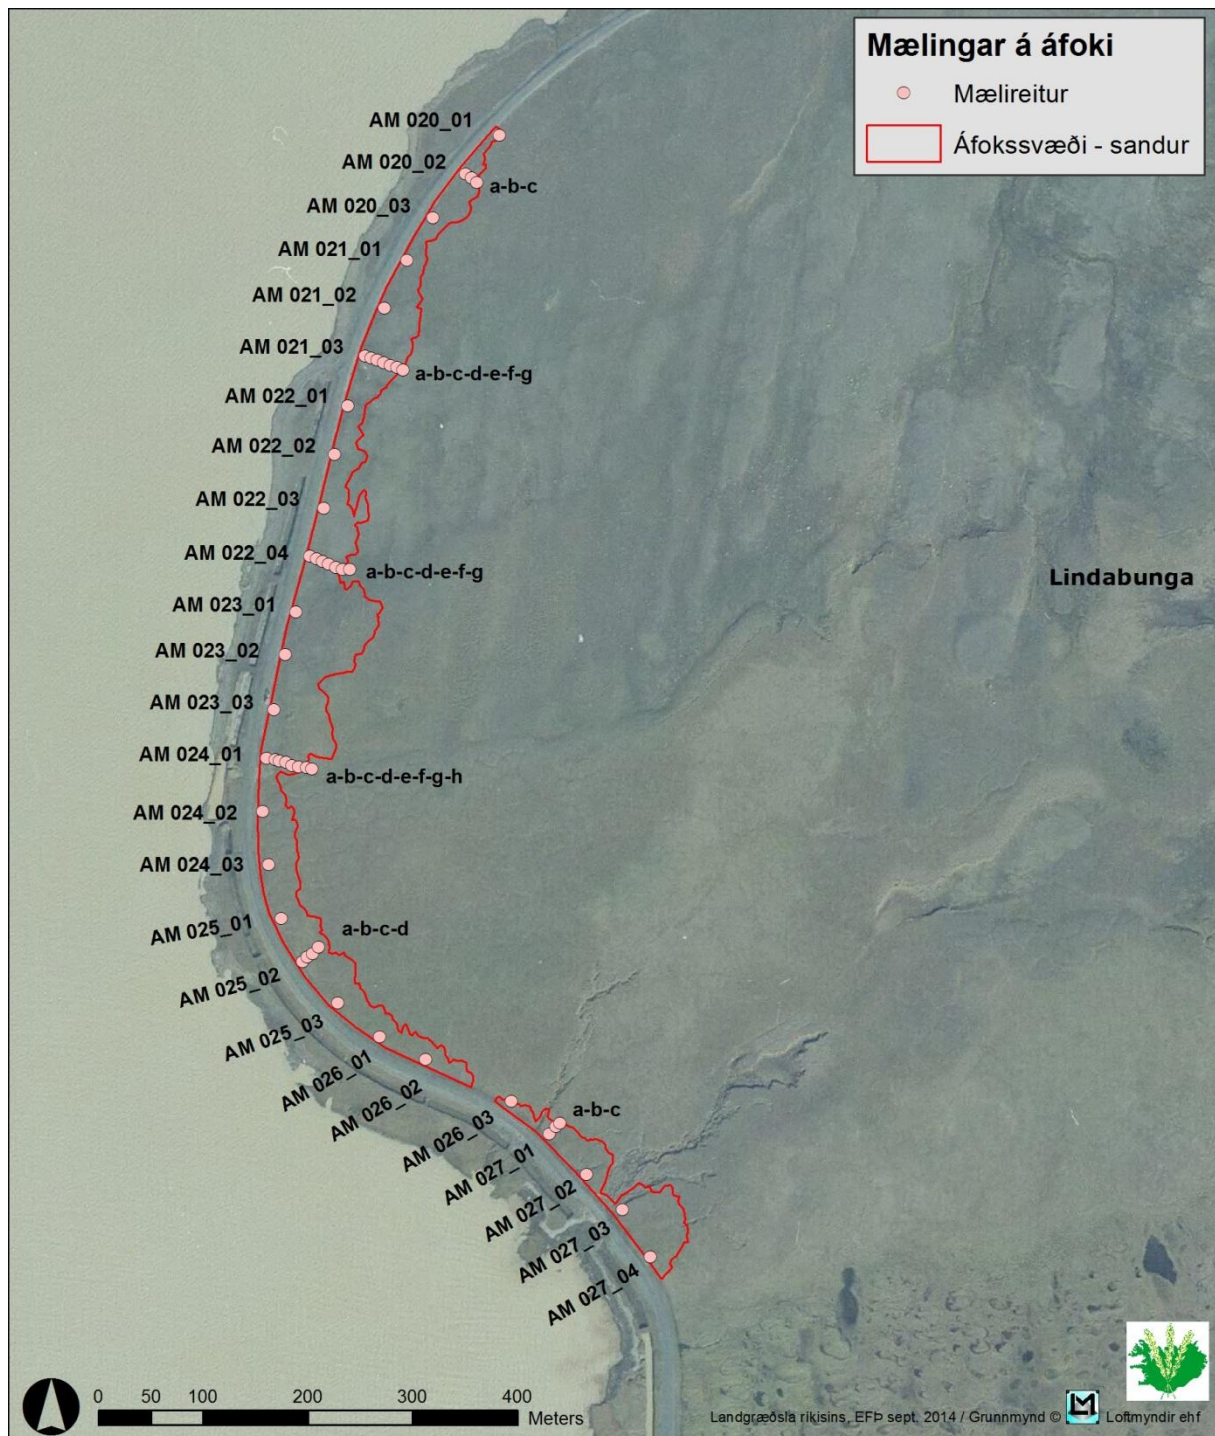 Mælingar á áfoki
Mælireitur
Áfokssvæði - sandur
AM 020_01
AM 020_02
a-b-c
AM 020_03
AM 021_01
AM 021_02
AM 021_03
a-b-c-d-e-f-g
AM 022_01
AM 022_02
AM 022_03
AM 022_04
a-b-c-d-e-f-g
Lindabunga
AM 023_01
AM 023_02
AM 023_03
AM 024_01
a-b-c-d-e-f-g-h
AM 024_02
AM 024_03
AM 025_01
a-b-c-d
AM 025_02
AM 025_03
AM 026_01
AM 026_02
AM 026_03
a-b-c
AM 027_01
AM 027_02
AM 027_03
AM 027_04
0 50 100 200 300 400
Meters
Landgræðsla ríkisins, EFÞ sept. 2014 / Grunnmynd © LM Loftmyndir ehf